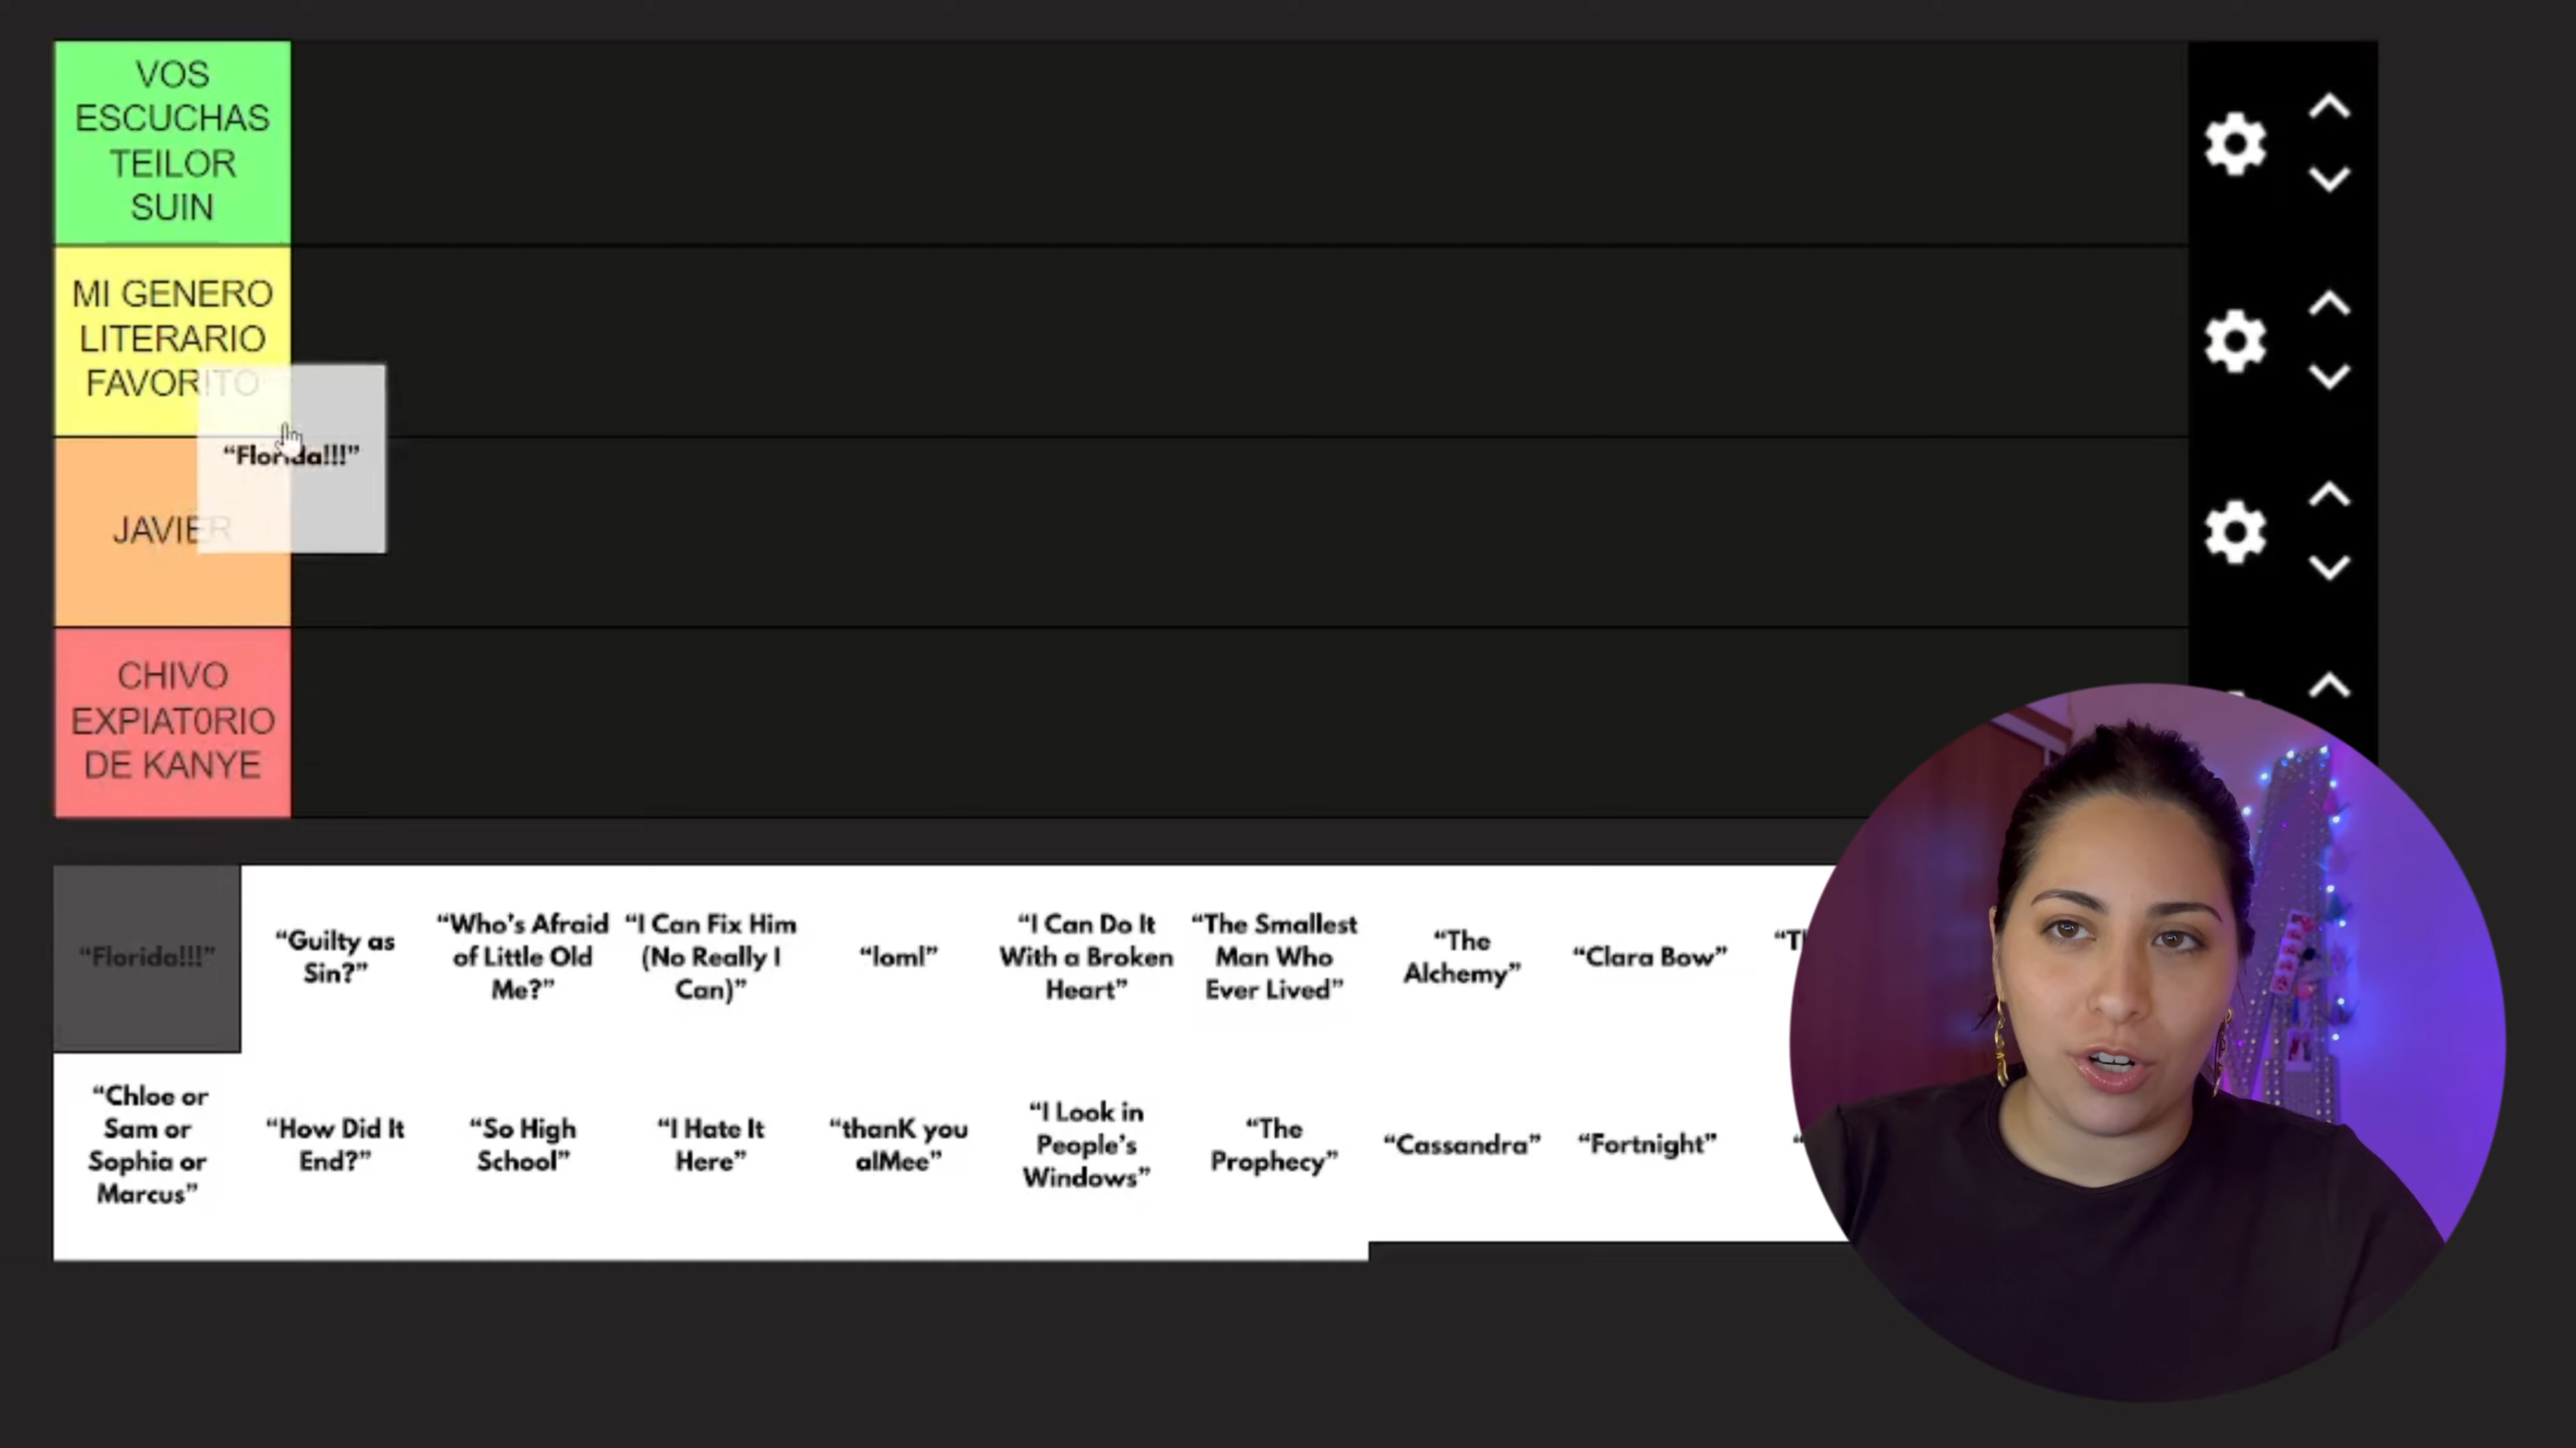 VOS
ESCUCHAS
TEILOR
SUIN
MI GENERO
LITERARIO
FAVORITO
“Florida!!!”
JAVIER
CHIVO
EXPIAT0RIO
DE KANYE
“Florida!!!”
“Guilty as
Sin?”
“Who’s Afraid
of Little Old
Me?”
“I Can Fix Him
(No Really I
Can)”
“loml”
“I Can Do It
With a Broken
Heart”
“The Smallest
Man Who
Ever Lived”
“The
Alchemy”
“Clara Bow”
“Chloe or
Sam or
Sophia or
Marcus”
“How Did It
End?”
“So High
School”
“I Hate It
Here”
“thanK you
aIMee”
“I Look in
People’s
Windows”
“The
Prophecy”
“Cassandra”
“Fortnight”